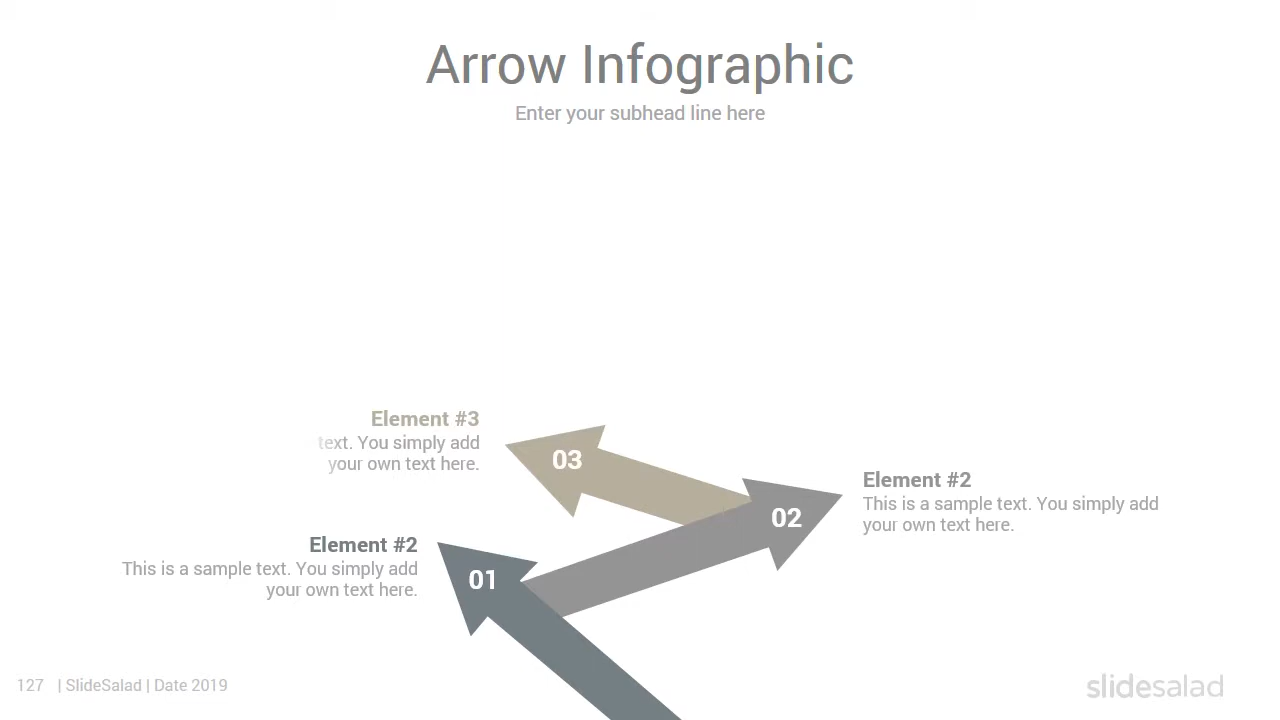 Arrow Infographic
Enter your subhead line here
Element #3
text. You simply add
your own text here.
03
Element #2
This is a sample text. You simply add
your own text here.
02
Element #2
This is a sample text. You simply add
your own text here.
01
127 | SlideSalad | Date 2019
slidesalad